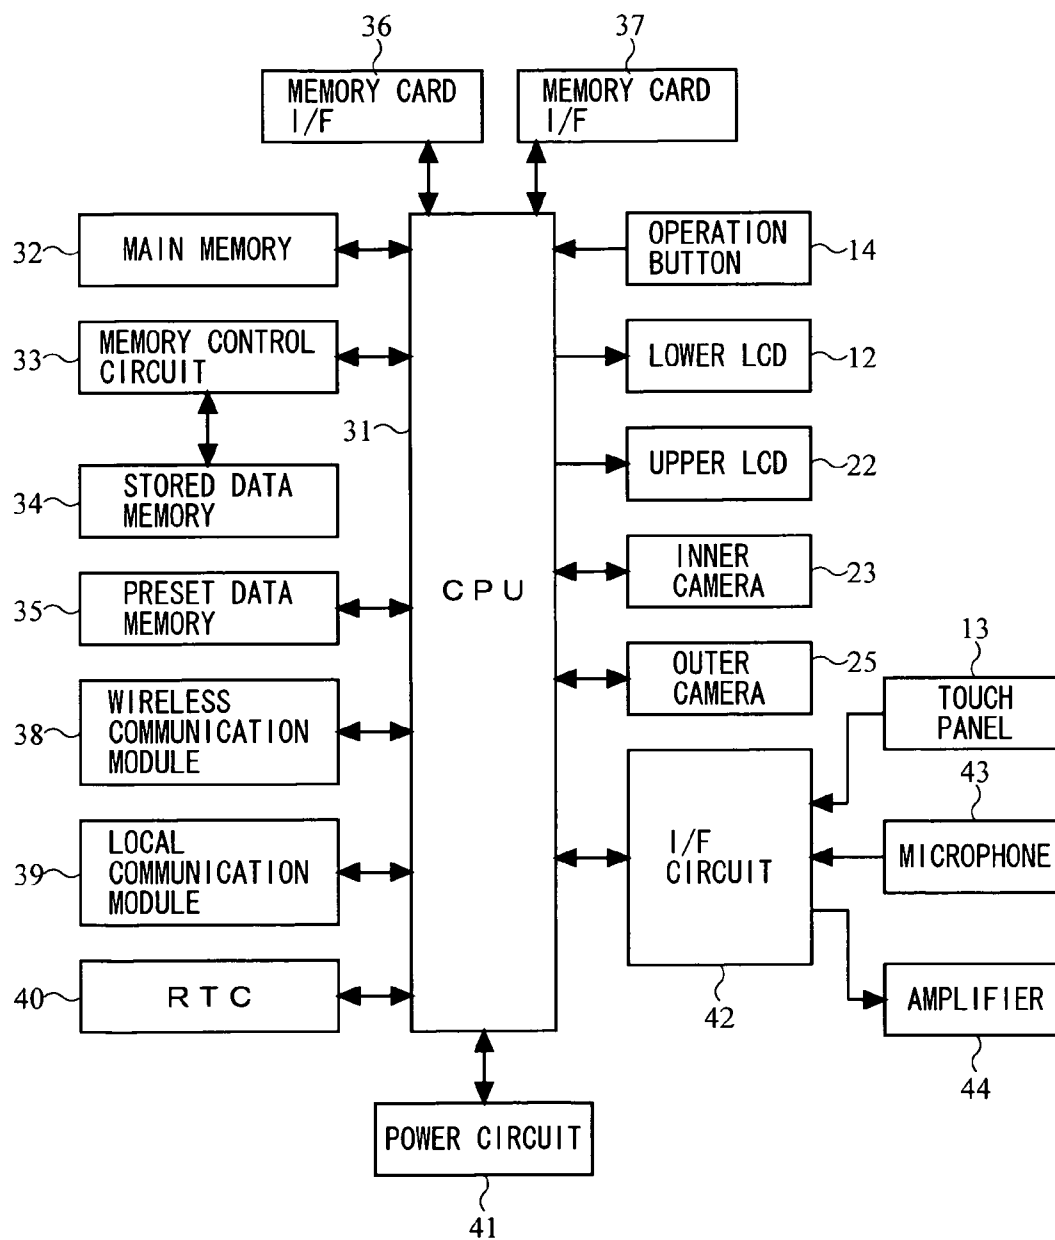 36
37
MEMORY CARD
I/F
MEMORY CARD
I/F
32
MAIN MEMORY
OPERATION
BUTTON
14
33
MEMORY CONTROL
CIRCUIT
LOWER LCD
12
31
34
STORED DATA
MEMORY
UPPER LCD
22
CPU
INNER
CAMERA
23
35
PRESET DATA
MEMORY
OUTER
CAMERA
25
13
TOUCH
PANEL
38
WIRELESS
COMMUNICATION
MODULE
43
I/F
CIRCUIT
MICROPHONE
39
LOCAL
COMMUNICATION
MODULE
40
RTC
42
AMPLIFIER
44
POWER CIRCUIT
41